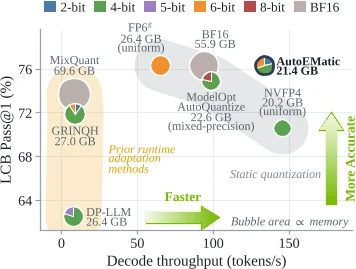 2-bit 4-bit 5-bit 6-bit 8-bit BF16
FP6⁸
26.4 GB
(uniform)
BF16
55.9 GB
MixQuant
69.6 GB
AutoEMatic
21.4 GB
NVFP4
20.2 GB
(uniform)
ModelOpt
AutoQuantize
22.6 GB
(mixed-precision)
GRINQH
27.0 GB
Prior runtime
adaptation
methods
Static quantization
DP-LLM
26.4 GB
Faster
More Accurate
Bubble area ∝ memory
LCB Pass@1 (%)
76
72
68
64
0 50 100 150
Decode throughput (tokens/s)